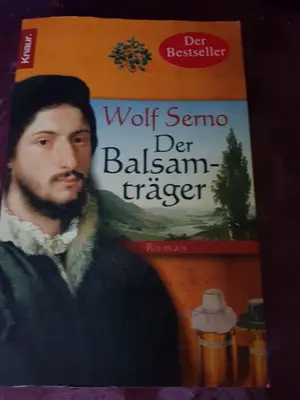 Knaur.
Der
Bestseller
Wolf Serno
Der
Balsam-
träger
Roman